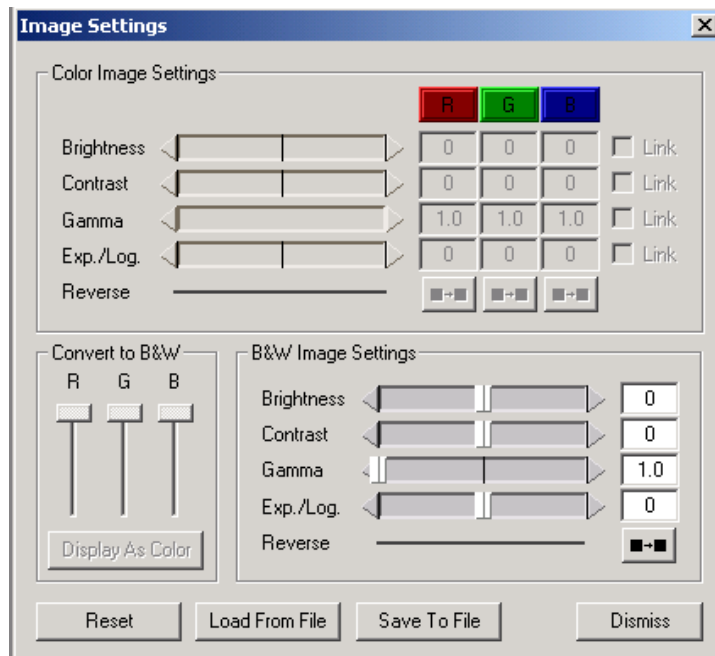 Image Settings
Color Image Settings
R G B
Brightness 0 0 0 Link
Contrast 0 0 0 Link
Gamma 1.0 1.0 1.0 Link
Exp./Log. 0 0 0 Link
Reverse
Convert to B&W
R G B
Display As Color
B&W Image Settings
Brightness 0
Contrast 0
Gamma 1.0
Exp./Log. 0
Reverse
Reset Load From File Save To File Dismiss